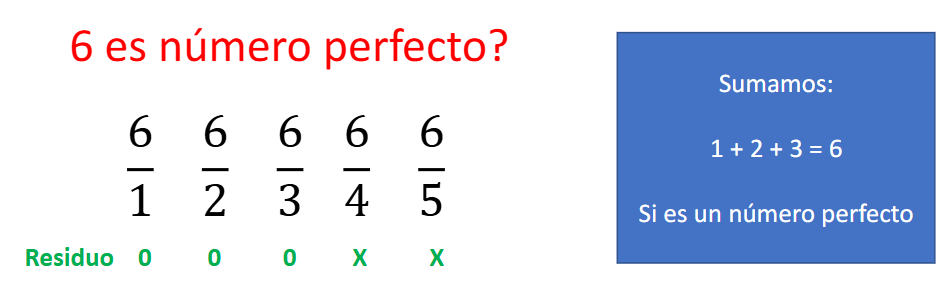 6 es número perfecto?
6 6 6 6 6
1 2 3 4 5
Residuo 0 0 0 X X
Sumamos:
1 + 2 + 3 = 6
Si es un número perfecto